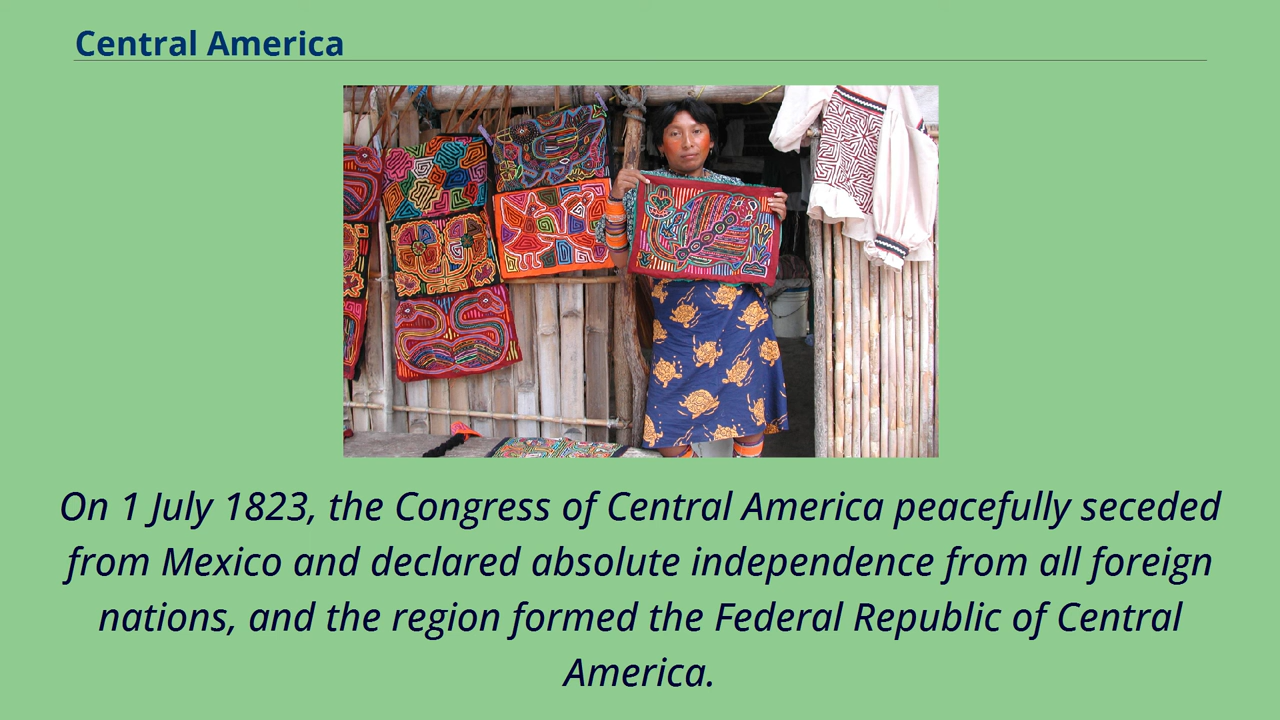 Central America
On 1 July 1823, the Congress of Central America peacefully seceded
from Mexico and declared absolute independence from all foreign
nations, and the region formed the Federal Republic of Central
America.